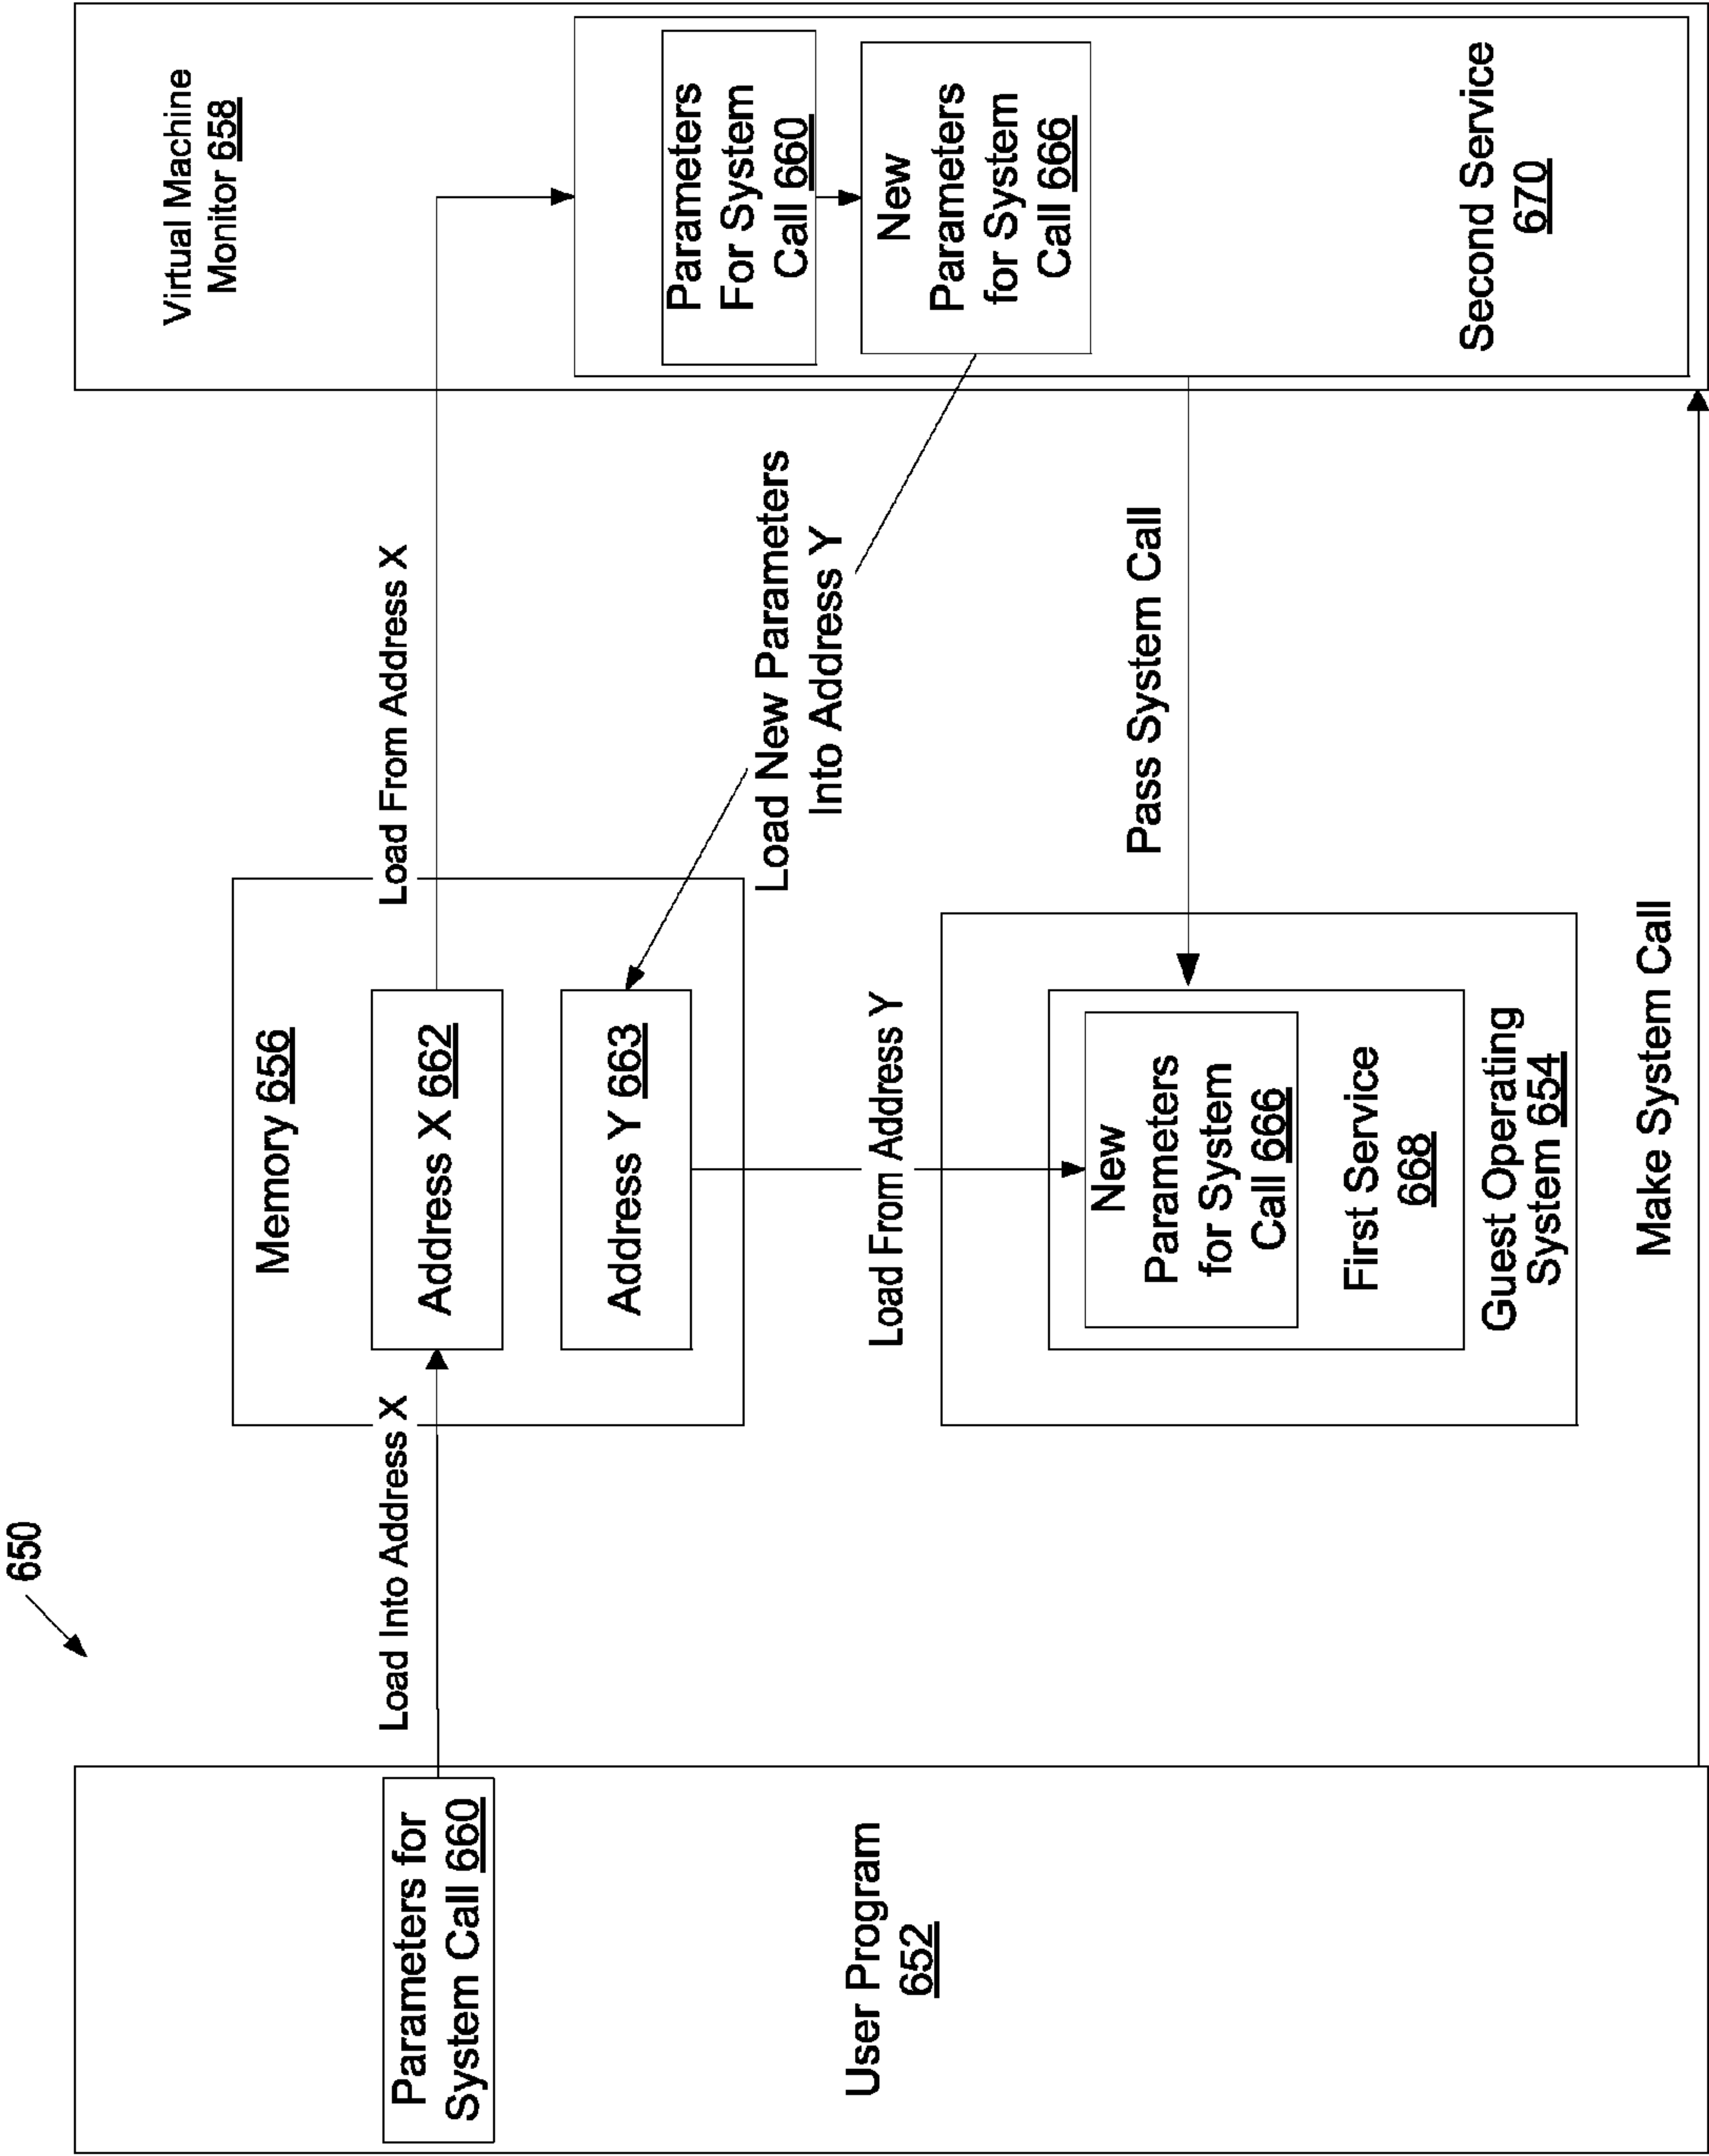 650
User Program
652
Parameters for
System Call 660
Load Into Address X
Memory 656
Address X 662
Address Y 663
Load From Address X
Load New Parameters
Into Address Y
Load From Address Y
New
Parameters
for System
Call 666
First Service
668
Guest Operating
System 654
Pass System Call
Make System Call
Virtual Machine
Monitor 658
Parameters
For System
Call 660
New
Parameters
for System
Call 666
Second Service
670